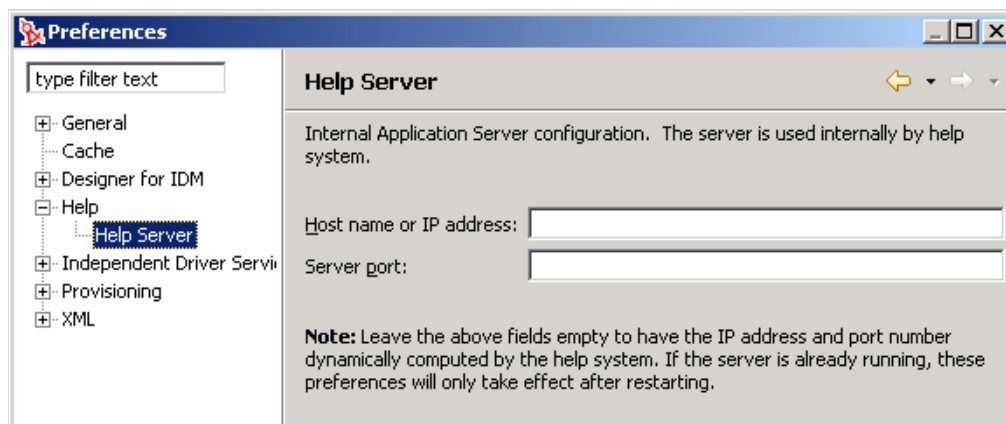 Preferences
type filter text
General
Cache
Designer for IDM
Help
Help Server
Independent Driver Servi
Provisioning
XML
Help Server
Internal Application Server configuration.  The server is used internally by help
system.
Host name or IP address:
Server port:
Note: Leave the above fields empty to have the IP address and port number
dynamically computed by the help system. If the server is already running, these
preferences will only take effect after restarting.